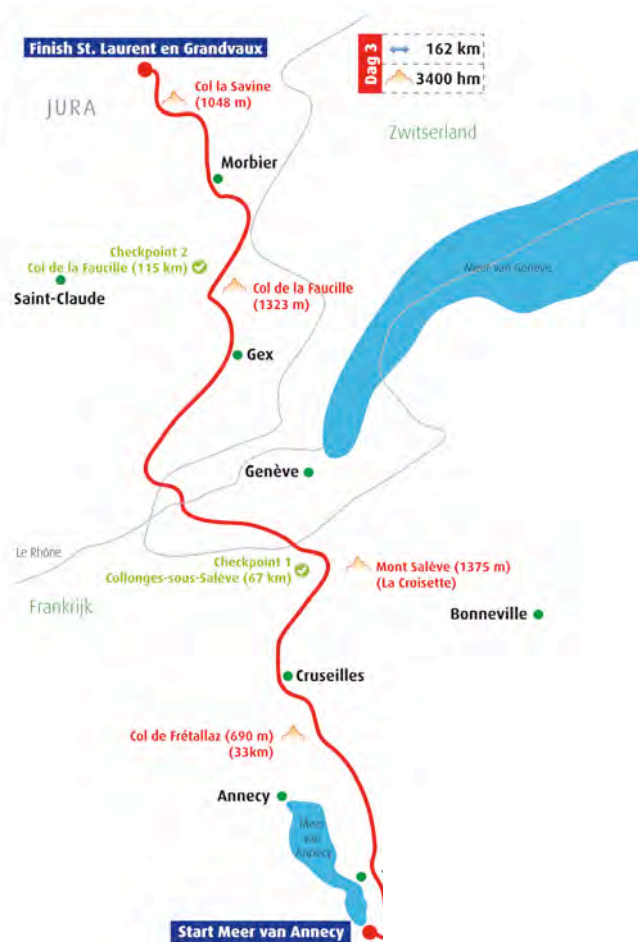 Finish St. Laurent en Grandvaux
Dag 3
162 km
3400 hm
Col la Savine
(1048 m)
JURA
Zwitserland
Morbier
Checkpoint 2
Col de la Faucille (115 km)
Meer van Genève
Col de la Faucille
(1323 m)
Saint-Claude
Gex
Genève
Le Rhône
Checkpoint 1
Collonges-sous-Salève (67 km)
Mont Salève (1375 m)
(La Croisette)
Frankrijk
Bonneville
Cruseilles
Col de Frétallaz (690 m)
(33km)
Annecy
Meer
van
Annecy
Start Meer van Annecy